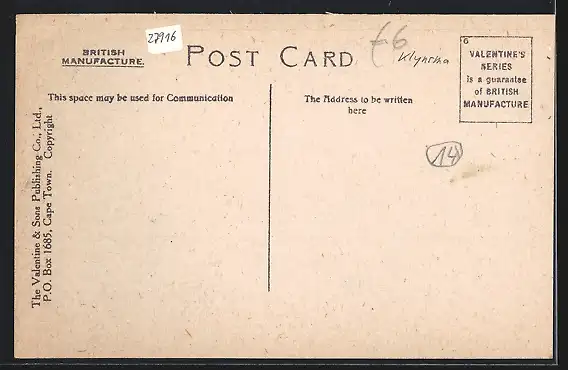 BRITISH
MANUFACTURE.
27916
POST CARD
£6
Klynsma
6
VALENTINE'S
SERIES
is a guarantee
of BRITISH
MANUFACTURE
This space may be used for Communication
The Address to be written
here
14
The Valentine & Sons Publishing Co., Ltd.,
P.O. Box 1685, Cape Town. Copyright